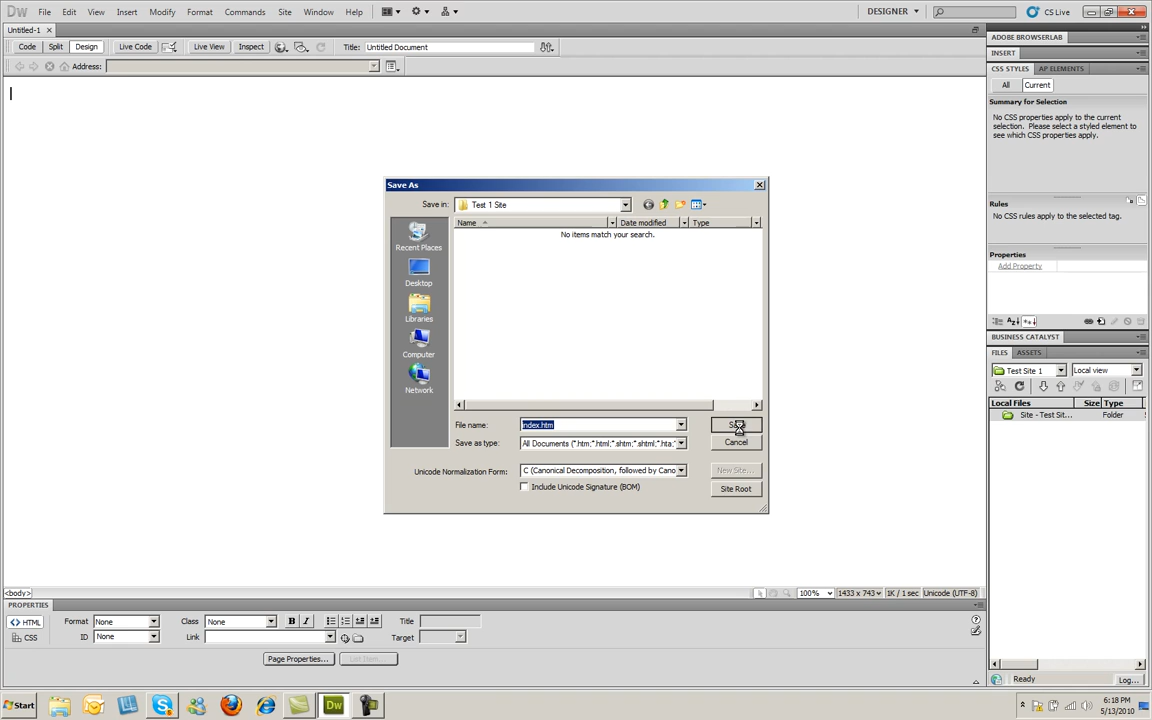 Dw File Edit View Insert Modify Format Commands Site Window Help DESIGNER CS Live
Untitled-1
Code Split Design Live Code Live View Inspect Title: Untitled Document
Address:
ADOBE BROWSERLAB
INSERT
CSS STYLES AP ELEMENTS
All Current
Summary for Selection
No CSS properties apply to the current
selection. Please select a styled element to
see which CSS properties apply.
Rules
No CSS rules apply to the selected tag.
Properties
Add Property
BUSINESS CATALYST
FILES ASSETS
Test Site 1 Local view
Local Files Size Type
Site - Test Sit... Folder
Ready Log...
Save As
Save in: Test 1 Site
Name Date modified Type
No items match your search.
Recent Places
Desktop
Libraries
Computer
Network
File name: index.htm
Save as type: All Documents (*.htm;*.html;*.shtm;*.shtml;*.hta;*
Cancel
Unicode Normalization Form: C (Canonical Decomposition, followed by Cano
New Site...
Include Unicode Signature (BOM)
Site Root
<body> 100% 1433 x 743 1K / 1 sec Unicode (UTF-8)
PROPERTIES
<> HTML Format None Class None B I Title
CSS ID None Link Target
Page Properties... List Item...
Start Dw 6:18 PM
5/13/2010